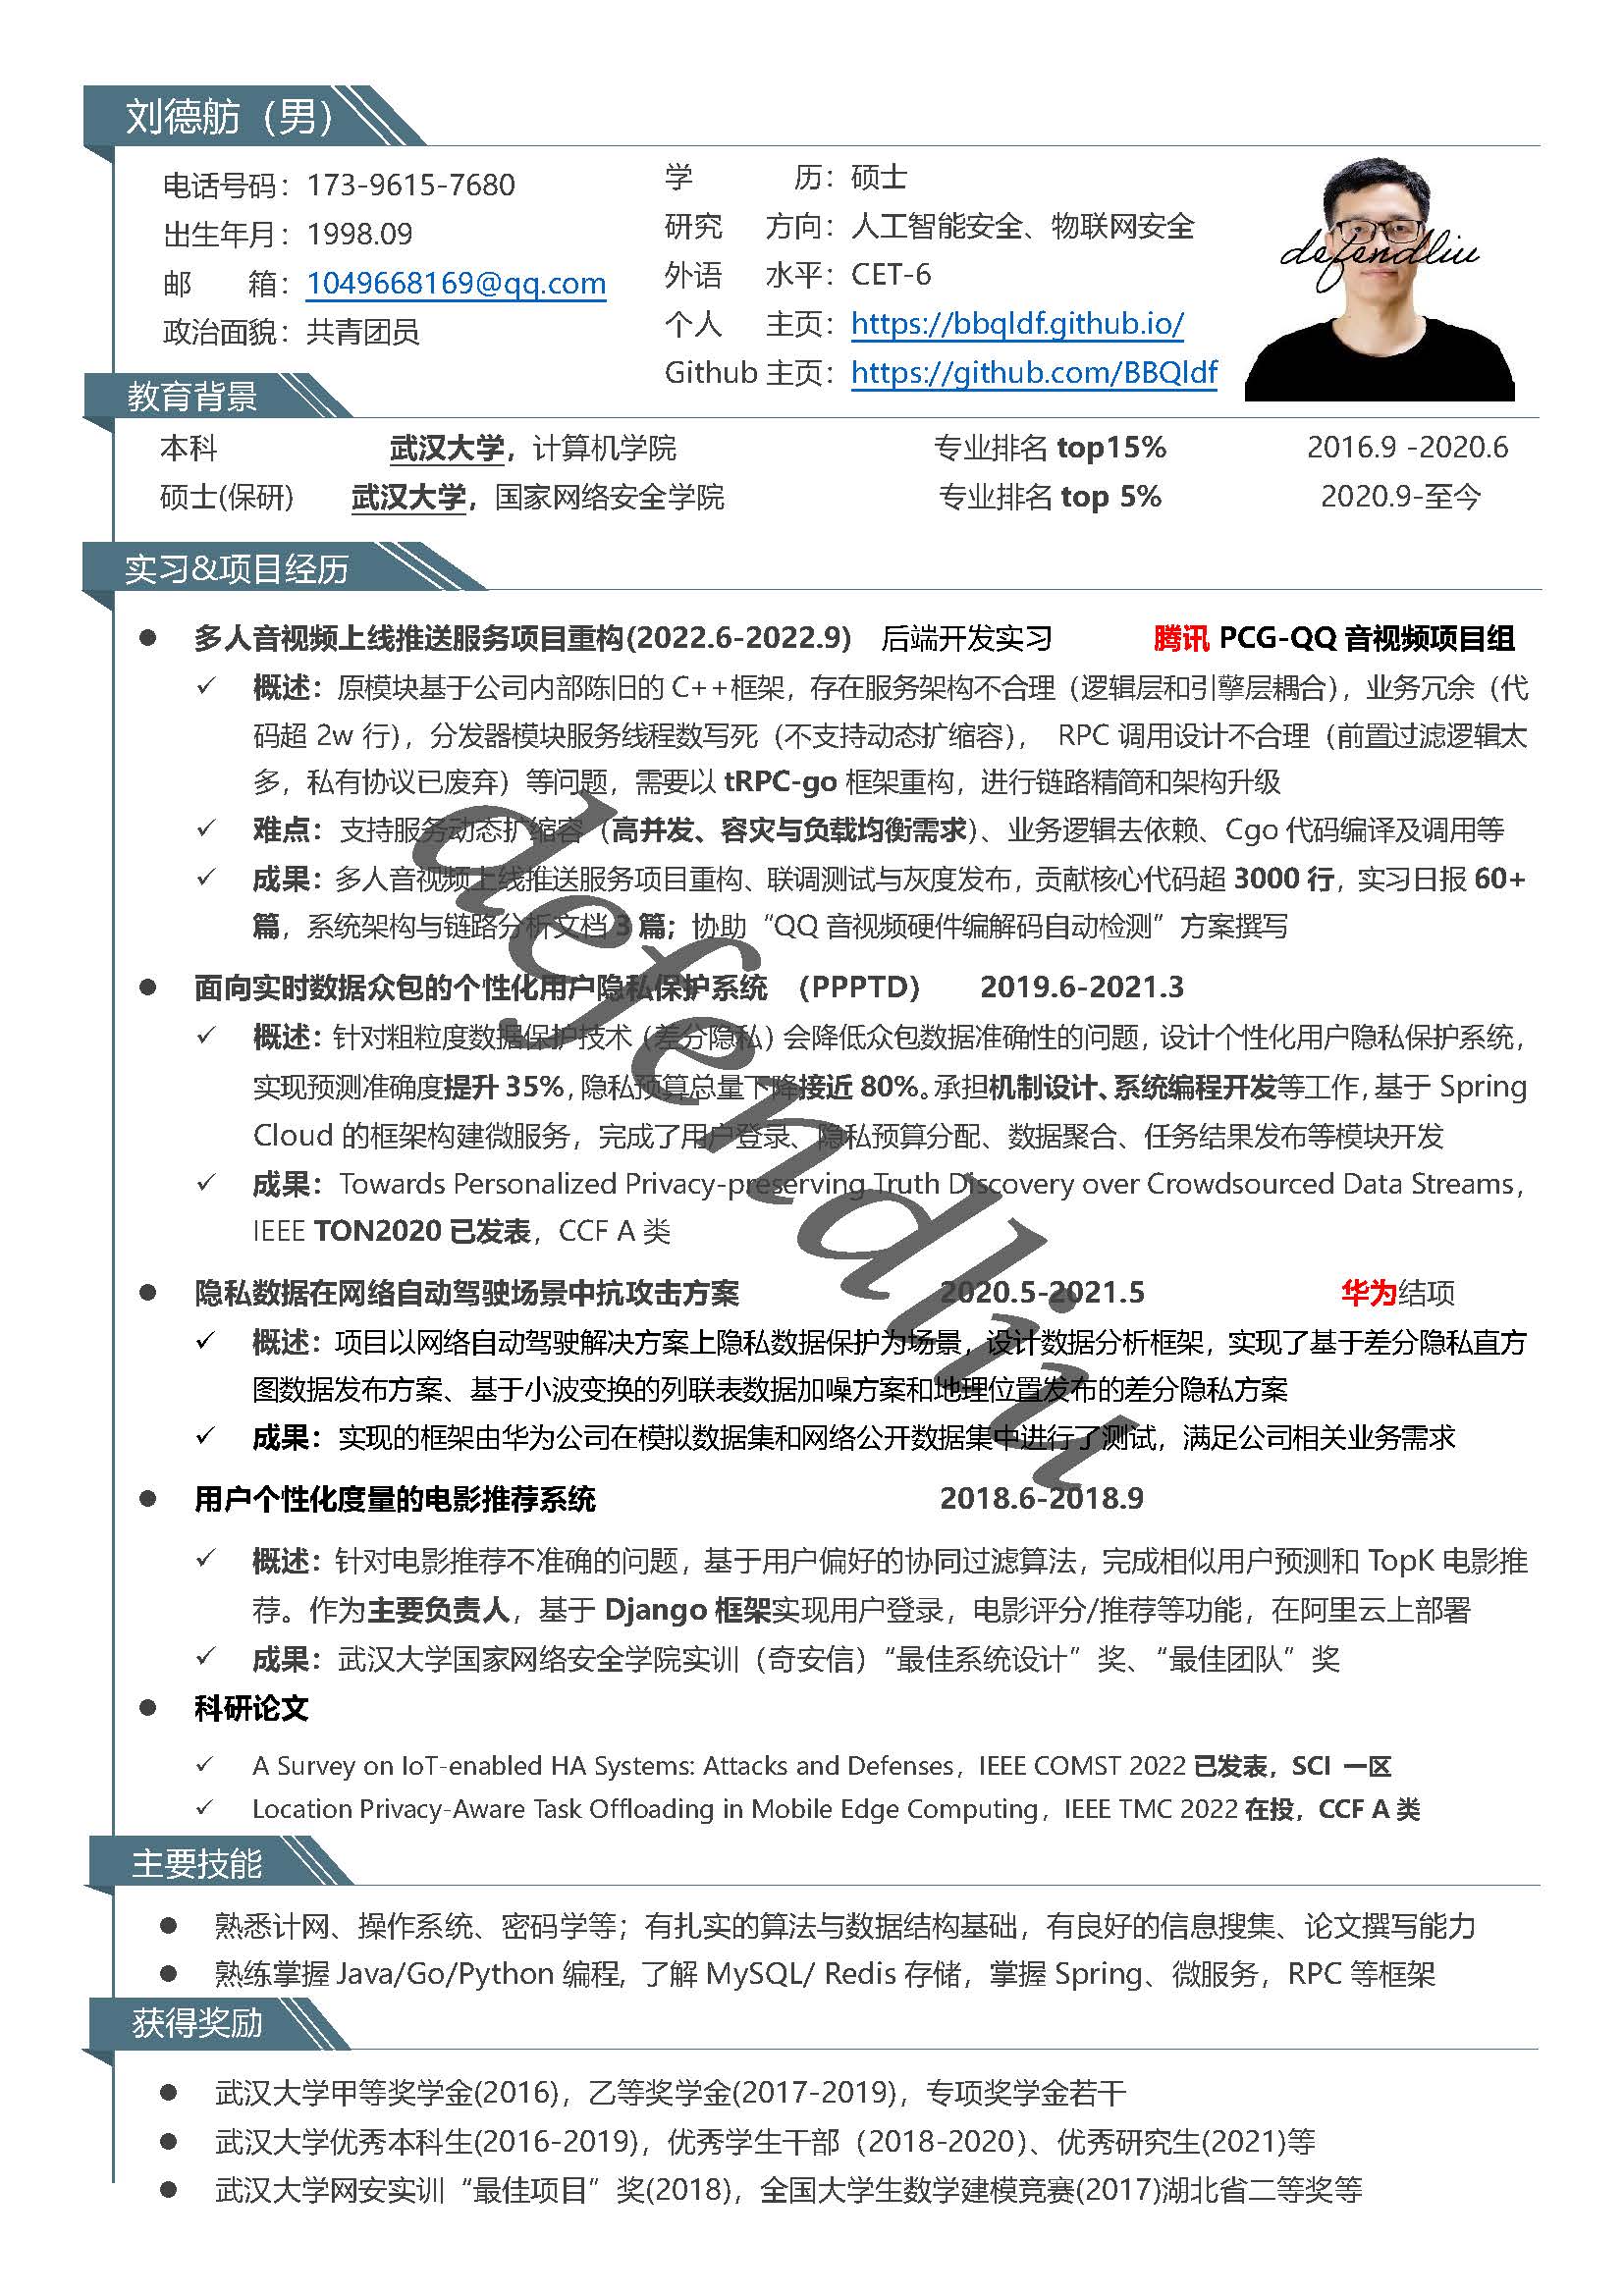 刘德舫（男）
电话号码：173-9615-7680
出生年月：1998.09
邮 箱：1049668169@qq.com
政治面貌：共青团员
学 历：硕士
研究 方向：人工智能安全、物联网安全
外语 水平：CET-6
个人 主页：https://bbqldf.github.io/
Github 主页：https://github.com/BBQldf
defendliu
教育背景
本科 武汉大学，计算机学院 专业排名 top15% 2016.9 -2020.6
硕士(保研) 武汉大学，国家网络安全学院 专业排名 top 5% 2020.9-至今
实习&项目经历
● 多人音视频上线推送服务项目重构(2022.6-2022.9) 后端开发实习 腾讯 PCG-QQ 音视频项目组
✓ 概述：原模块基于公司内部陈旧的 C++框架，存在服务架构不合理（逻辑层和引擎层耦合），业务冗余（代
码超 2w 行），分发器模块服务线程数写死（不支持动态扩缩容）， RPC 调用设计不合理（前置过滤逻辑太
多，私有协议已废弃）等问题，需要以 tRPC-go 框架重构，进行链路精简和架构升级
✓ 难点：支持服务动态扩缩容（高并发、容灾与负载均衡需求）、业务逻辑去依赖、Cgo 代码编译及调用等
✓ 成果：多人音视频上线推送服务项目重构、联调测试与灰度发布，贡献核心代码超 3000 行，实习日报 60+
篇，系统架构与链路分析文档 3 篇；协助“QQ 音视频硬件编解码自动检测”方案撰写
● 面向实时数据众包的个性化用户隐私保护系统 （PPPTD） 2019.6-2021.3
✓ 概述：针对粗粒度数据保护技术（差分隐私）会降低众包数据准确性的问题，设计个性化用户隐私保护系统，
实现预测准确度提升 35%，隐私预算总量下降接近 80%。承担机制设计、系统编程开发等工作，基于 Spring
Cloud 的框架构建微服务，完成了用户登录、隐私预算分配、数据聚合、任务结果发布等模块开发
✓ 成果：Towards Personalized Privacy-preserving Truth Discovery over Crowdsourced Data Streams，
IEEE TON2020 已发表，CCF A 类
● 隐私数据在网络自动驾驶场景中抗攻击方案 2020.5-2021.5 华为结项
✓ 概述：项目以网络自动驾驶解决方案上隐私数据保护为场景，设计数据分析框架，实现了基于差分隐私直方
图数据发布方案、基于小波变换的列联表数据加噪方案和地理位置发布的差分隐私方案
✓ 成果：实现的框架由华为公司在模拟数据集和网络公开数据集中进行了测试，满足公司相关业务需求
● 用户个性化度量的电影推荐系统 2018.6-2018.9
✓ 概述：针对电影推荐不准确的问题，基于用户偏好的协同过滤算法，完成相似用户预测和 TopK 电影推
荐。作为主要负责人，基于 Django 框架实现用户登录，电影评分/推荐等功能，在阿里云上部署
✓ 成果：武汉大学国家网络安全学院实训（奇安信）“最佳系统设计”奖、“最佳团队”奖
● 科研论文
✓ A Survey on IoT-enabled HA Systems: Attacks and Defenses，IEEE COMST 2022 已发表，SCI 一区
✓ Location Privacy-Aware Task Offloading in Mobile Edge Computing，IEEE TMC 2022 在投，CCF A 类
defendliu
主要技能
● 熟悉计网、操作系统、密码学等；有扎实的算法与数据结构基础，有良好的信息搜集、论文撰写能力
● 熟练掌握 Java/Go/Python 编程, 了解 MySQL/ Redis 存储，掌握 Spring、微服务，RPC 等框架
获得奖励
● 武汉大学甲等奖学金(2016)，乙等奖学金(2017-2019)，专项奖学金若干
● 武汉大学优秀本科生(2016-2019)，优秀学生干部（2018-2020）、优秀研究生(2021)等
● 武汉大学网安实训“最佳项目”奖(2018)，全国大学生数学建模竞赛(2017)湖北省二等奖等